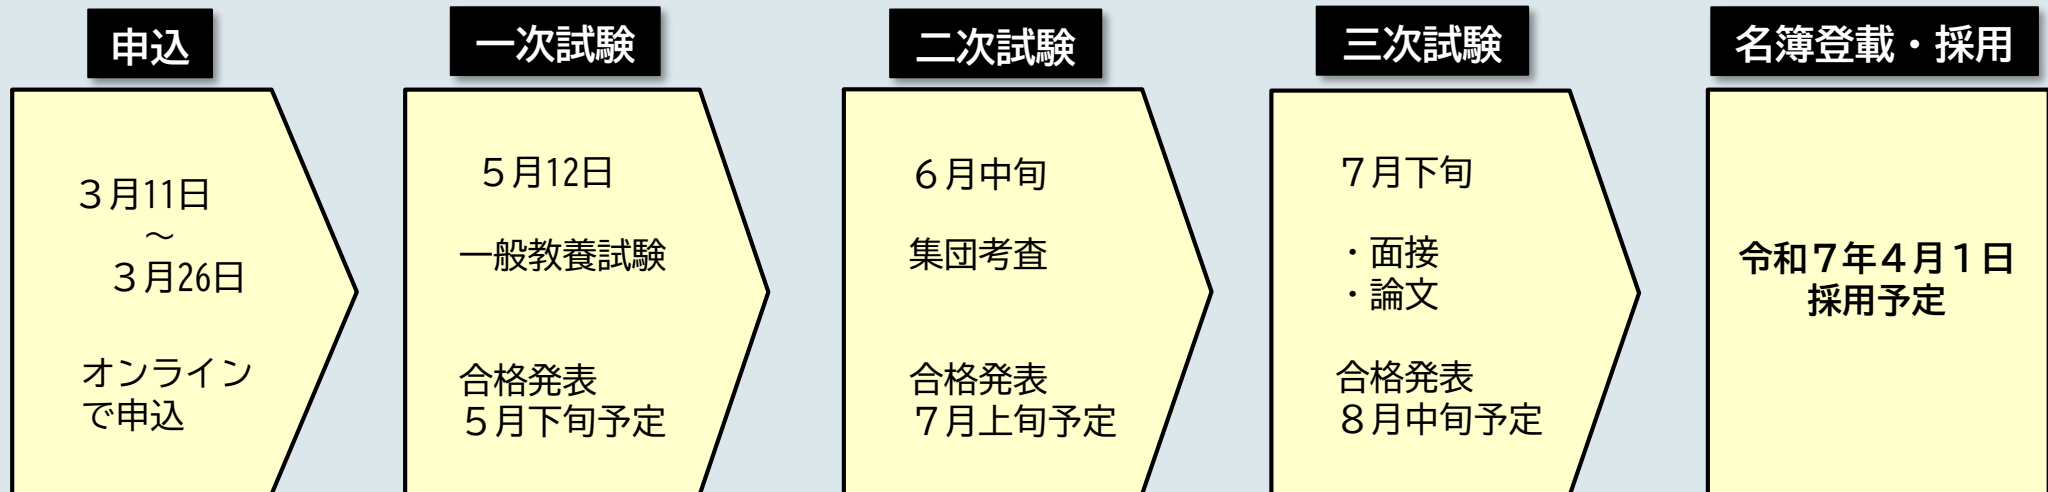 申込
３月11日
～
３月26日
オンライン
で申込
一次試験
５月12日
一般教養試験
合格発表
５月下旬予定
二次試験
６月中旬
集団考査
合格発表
７月上旬予定
三次試験
７月下旬
・面接
・論文
合格発表
８月中旬予定
名簿登載・採用
令和７年４月１日
採用予定